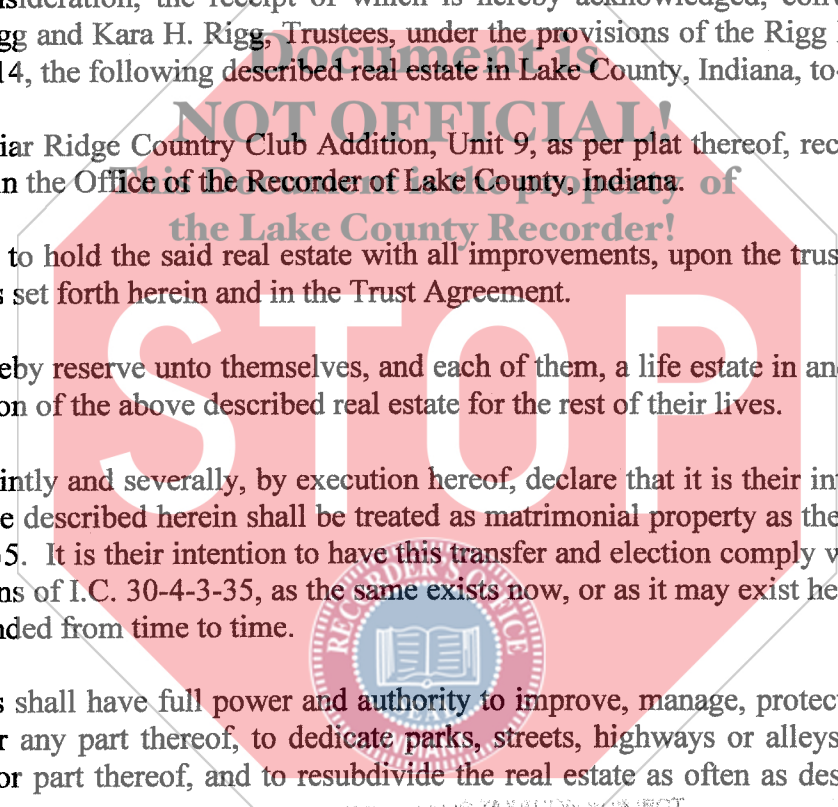 nsideration, the receipt of which is hereby acknowledged, conv
gg and Kara H. Rigg, Trustees, under the provisions of the Rigg
14, the following described real estate in Lake County, Indiana, to-
Document is
NOT OFFICIAL!
iar Ridge Country Club Addition, Unit 9, as per plat thereof, rec
n the Office of the Recorder of Lake County, Indiana.
This Document is the property of
the Lake County Recorder!
to hold the said real estate with all improvements, upon the trus
s set forth herein and in the Trust Agreement.
STOP
eby reserve unto themselves, and each of them, a life estate in an
on of the above described real estate for the rest of their lives.
intly and severally, by execution hereof, declare that it is their in
e described herein shall be treated as matrimonial property as the
5. It is their intention to have this transfer and election comply v
ns of I.C. 30-4-3-35, as the same exists now, or as it may exist he
nded from time to time.
RECORDER'S OFFICE
SEAL
INDIANA
s shall have full power and authority to improve, manage, protec
r any part thereof, to dedicate parks, streets, highways or alleys
or part thereof, and to resubdivide the real estate as often as des